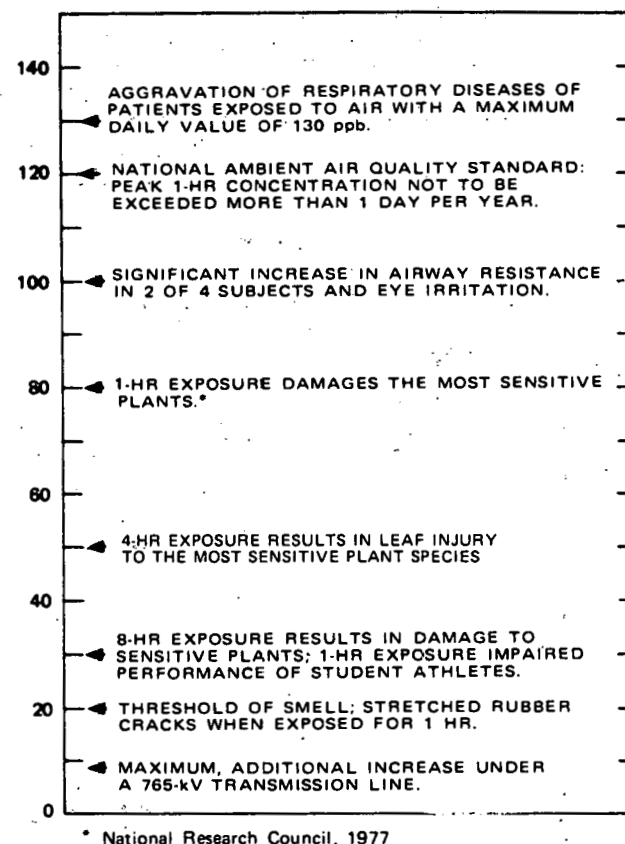 140
AGGRAVATION OF RESPIRATORY DISEASES OF
PATIENTS EXPOSED TO AIR WITH A MAXIMUM
DAILY VALUE OF 130 ppb.
120
NATIONAL AMBIENT AIR QUALITY STANDARD:
PEAK 1-HR CONCENTRATION NOT TO BE
EXCEEDED MORE THAN 1 DAY PER YEAR.
100
SIGNIFICANT INCREASE IN AIRWAY RESISTANCE
IN 2 OF 4 SUBJECTS AND EYE IRRITATION.
80
1-HR EXPOSURE DAMAGES THE MOST SENSITIVE
PLANTS.*
60
4-HR EXPOSURE RESULTS IN LEAF INJURY
TO THE MOST SENSITIVE PLANT SPECIES
40
8-HR EXPOSURE RESULTS IN DAMAGE TO
SENSITIVE PLANTS; 1-HR EXPOSURE IMPAIRED
PERFORMANCE OF STUDENT ATHLETES.
20
THRESHOLD OF SMELL; STRETCHED RUBBER
CRACKS WHEN EXPOSED FOR 1 HR.
MAXIMUM, ADDITIONAL INCREASE UNDER
A 765-kV TRANSMISSION LINE.
0
* National Research Council, 1977